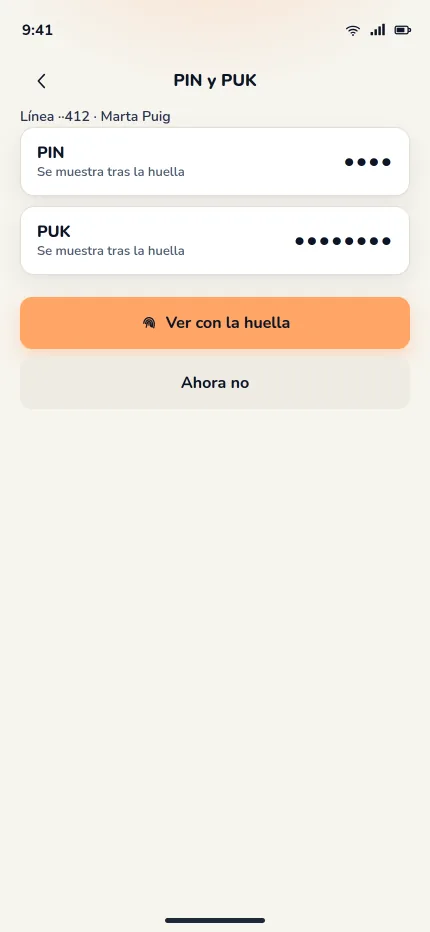 9:41
PIN y PUK
Línea ··412 · Marta Puig
PIN
Se muestra tras la huella
●●●●
PUK
Se muestra tras la huella
●●●●●●●●
Ver con la huella
Ahora no